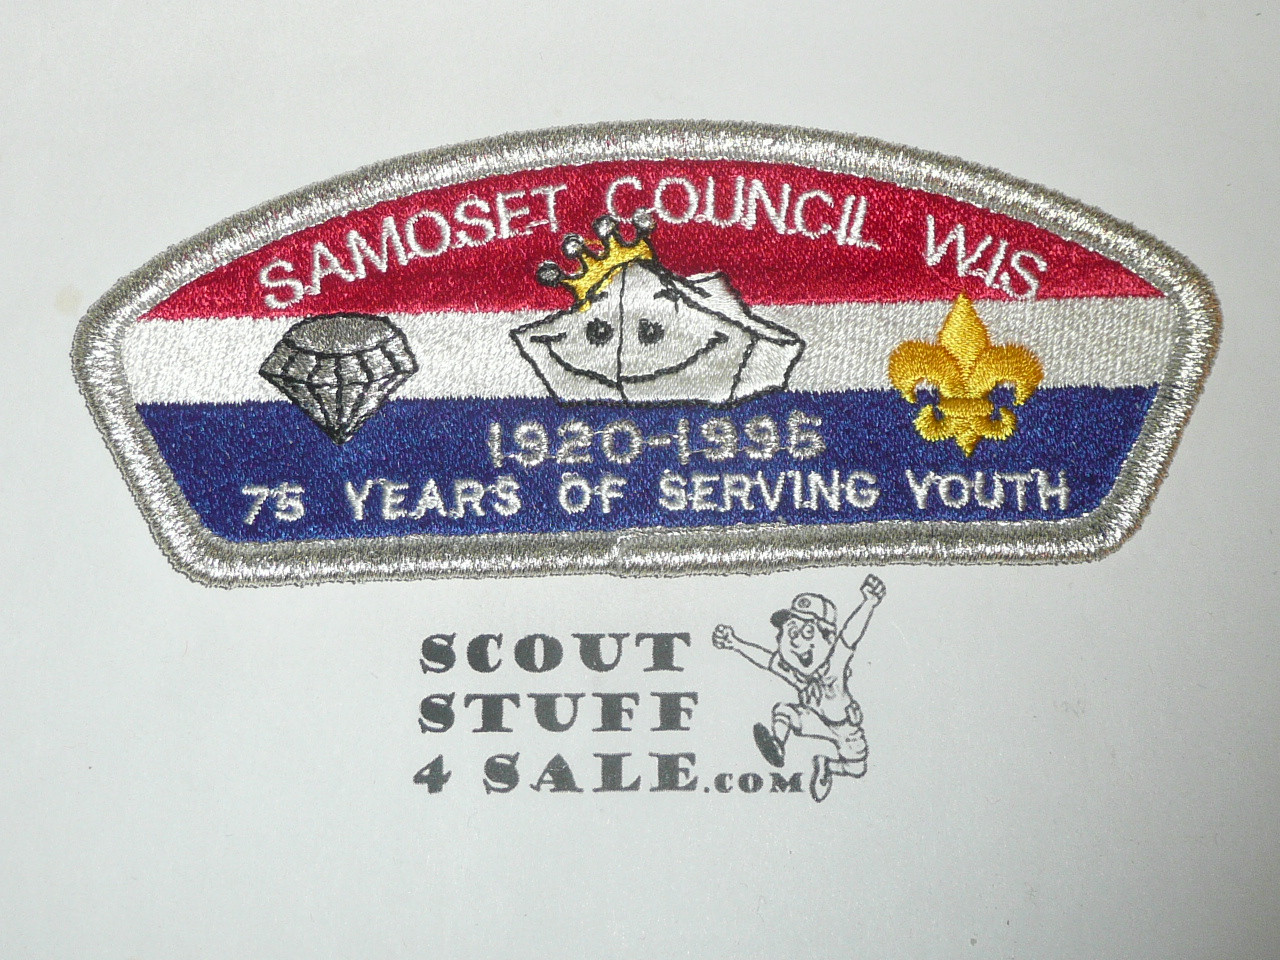 SAMOSET COUNCIL WIS
1920-1995
75 YEARS OF SERVING YOUTH
SCOUT
STUFF
4 SALE.COM